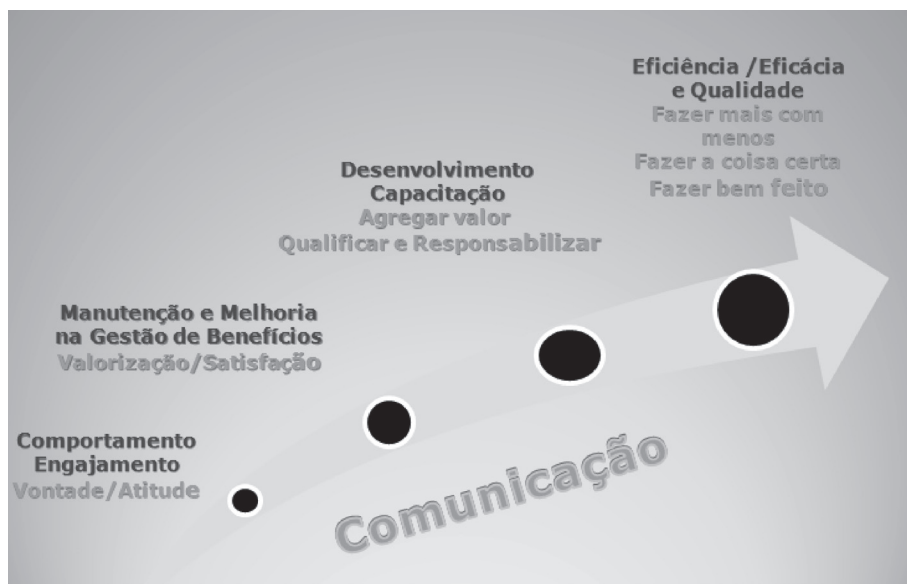 Eficiência /Eficácia
e Qualidade
Fazer mais com
menos
Fazer a coisa certa
Fazer bem feito
Desenvolvimento
Capacitação
Agregar valor
Qualificar e Responsabilizar
Manutenção e Melhoria
na Gestão de Benefícios
Valorização/Satisfação
Comportamento
Engajamento
Vontade/Atitude
Comunicação